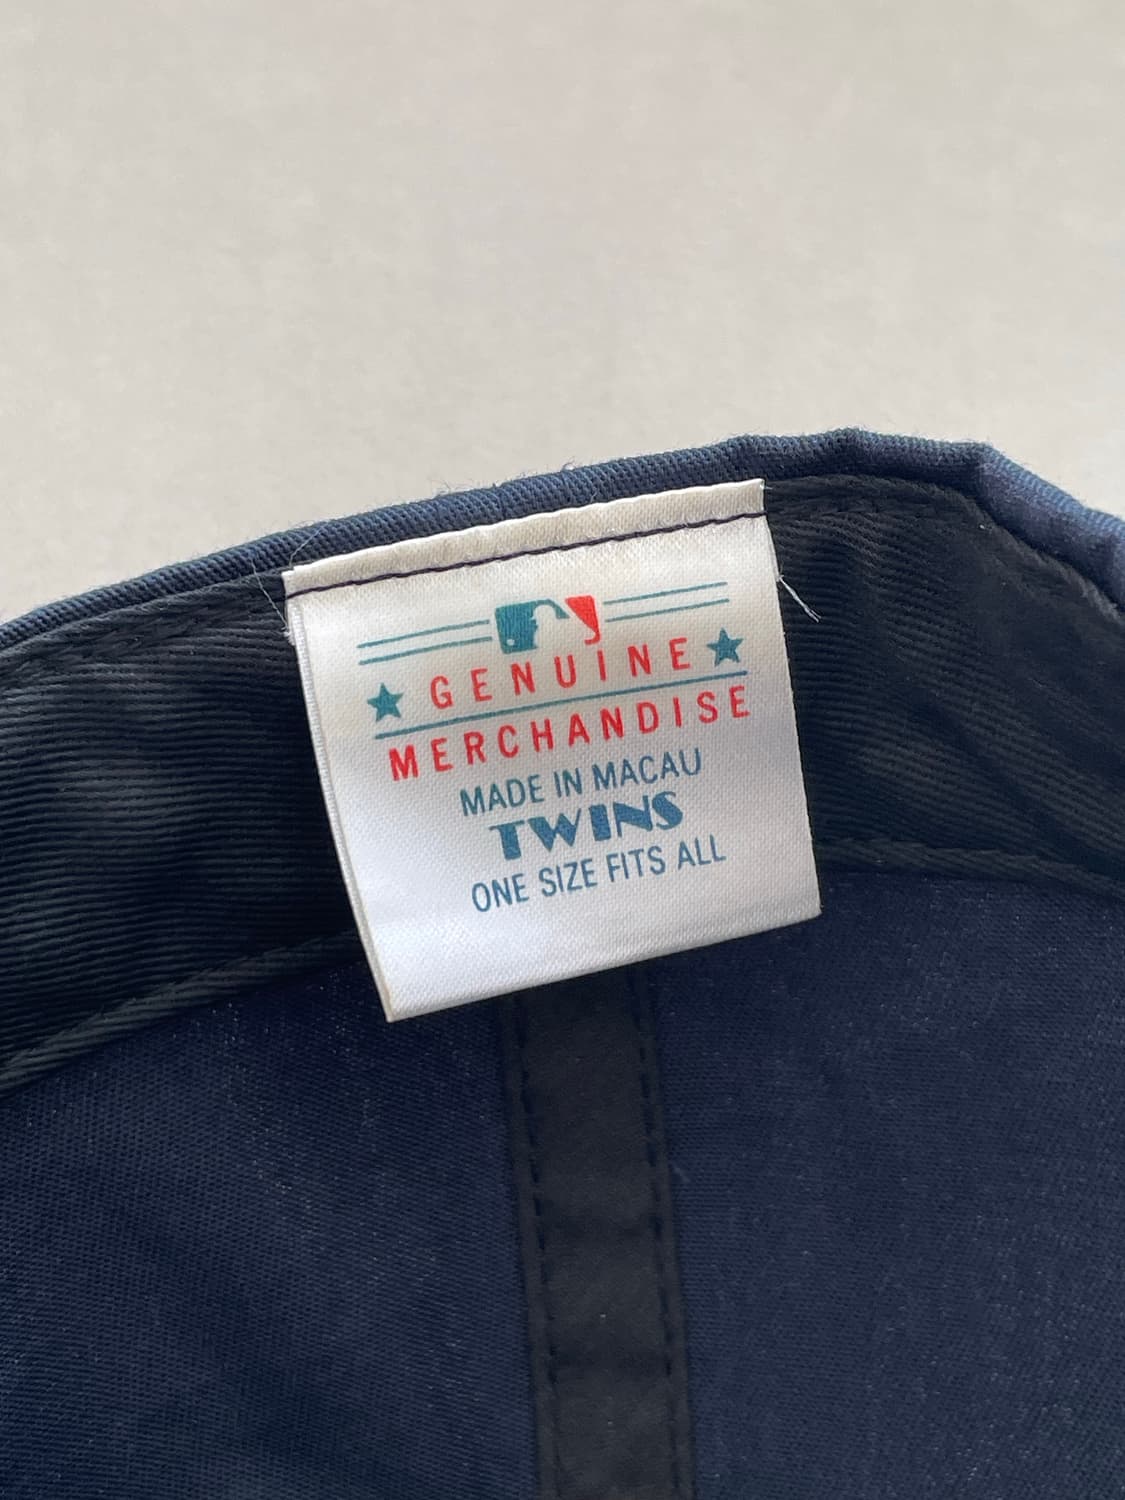 GENUINE
MERCHANDISE
MADE IN MACAU
TWINS
ONE SIZE FITS ALL